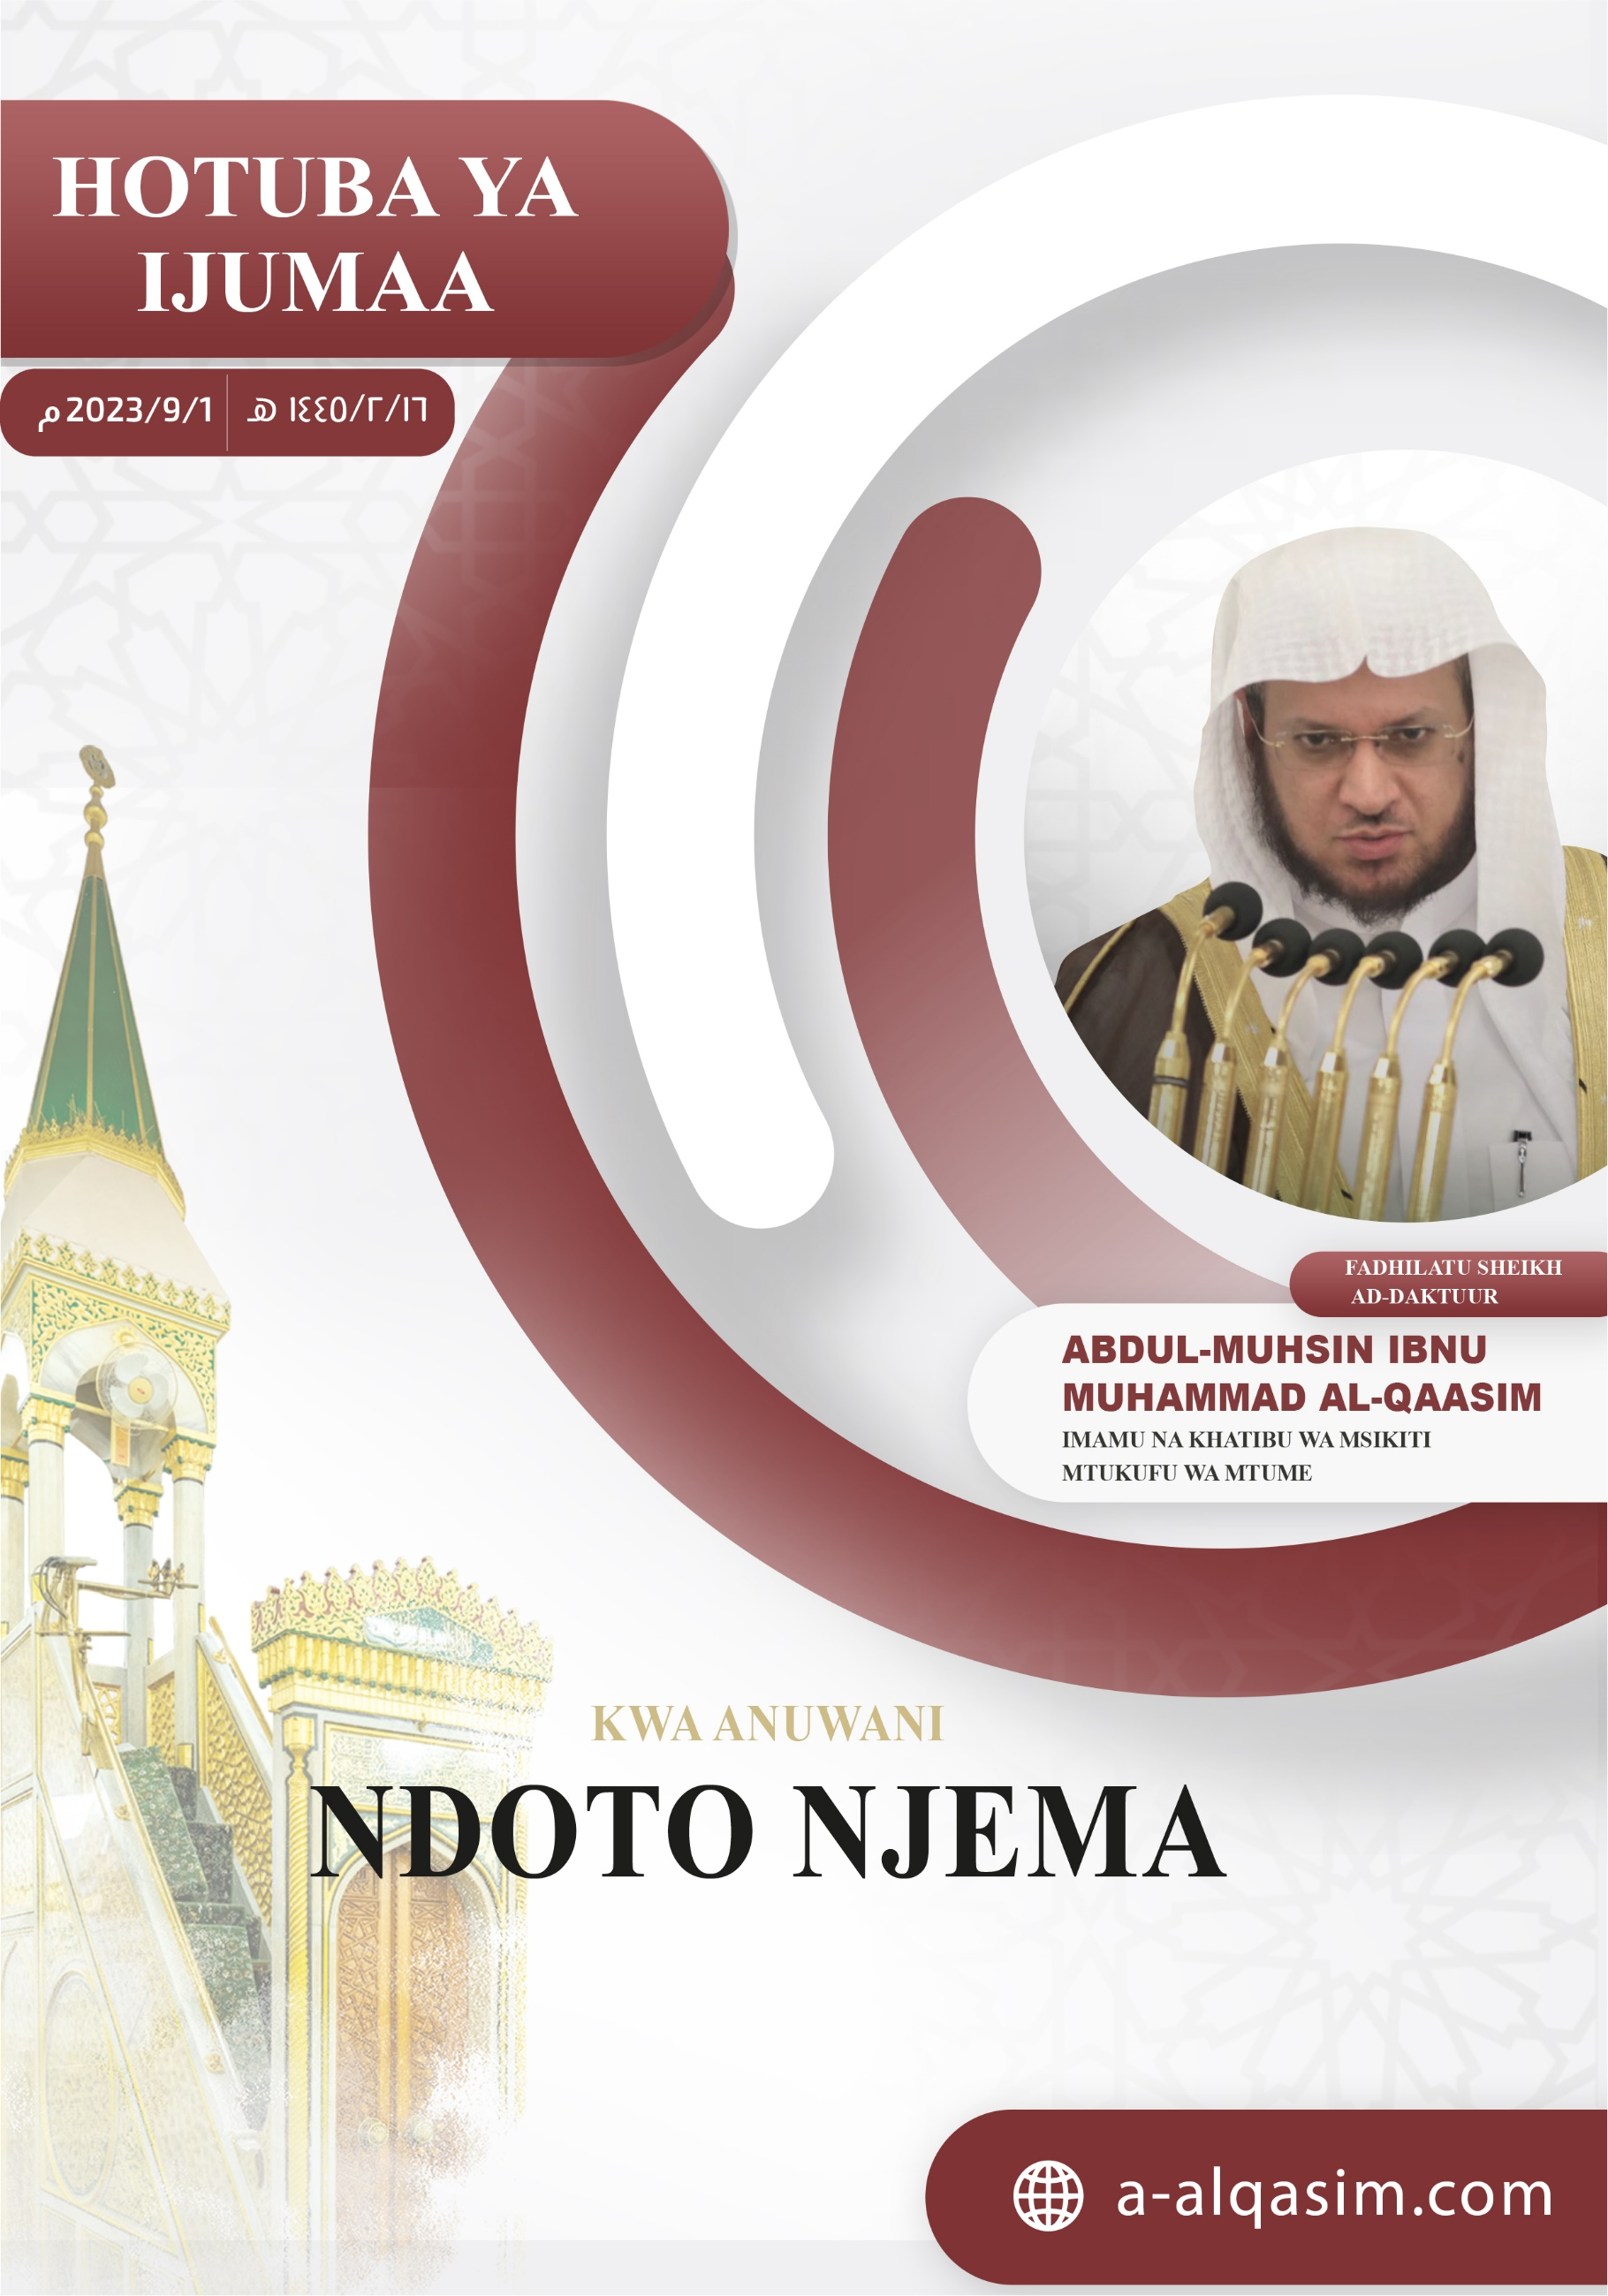 HOTUBA YA
IJUMAA
١٤٤٥/٢/١٦ هـ
2023/9/1 م
FADHILATU SHEIKH
AD-DAKTUUR
ABDUL-MUHSIN IBNU
MUHAMMAD AL-QAASIM
IMAMU NA KHATIBU WA MSIKITI
MTUKUFU WA MTUME
KWA ANUWANI
NDOTO NJEMA
a-alqasim.com